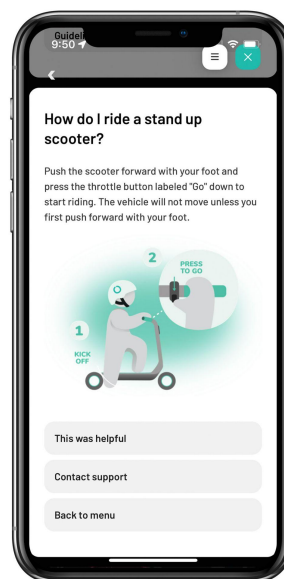 Guideli
9:50
How do I ride a stand up
scooter?
Push the scooter forward with your foot and
press the throttle button labeled "Go" down to
start riding. The vehicle will not move unless you
first push forward with your foot.
2
PRESS
TO GO
1
KICK
OFF
This was helpful
Contact support
Back to menu